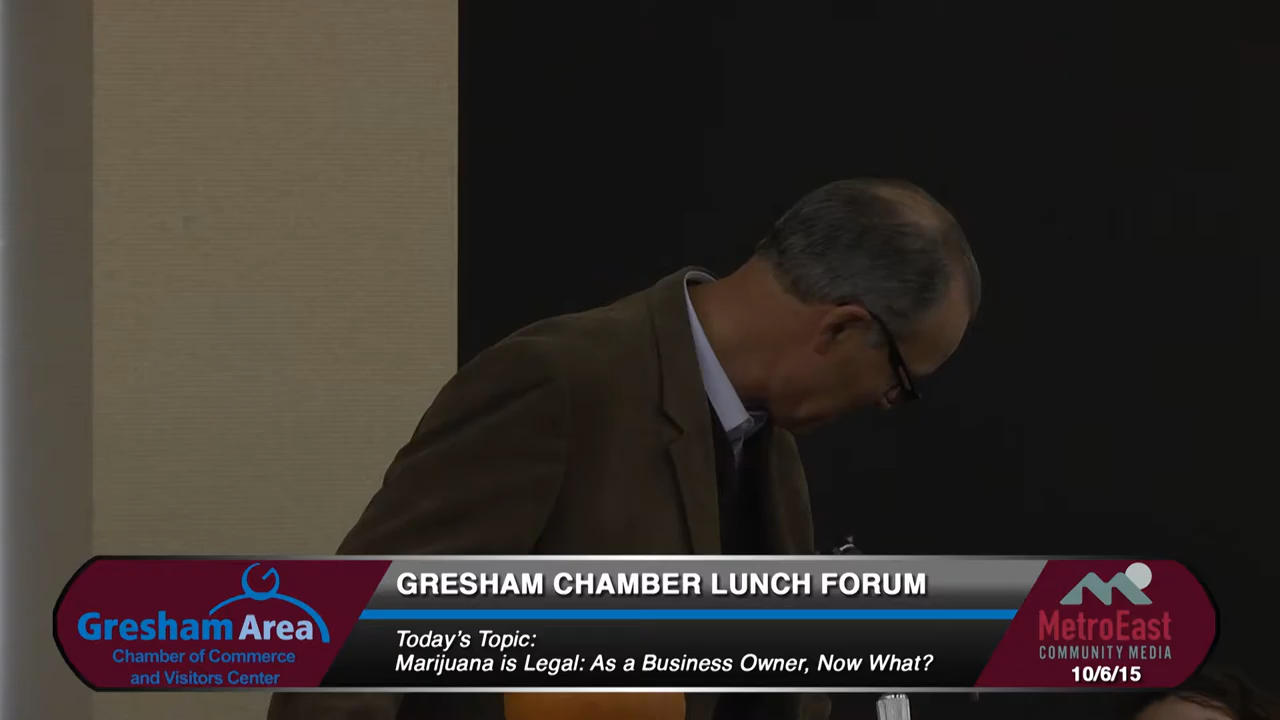 GRESHAM CHAMBER LUNCH FORUM
Today's Topic:
Marijuana is Legal: As a Business Owner, Now What?
Gresham Area
Chamber of Commerce
and Visitors Center
MetroEast
COMMUNITY MEDIA
10/6/15